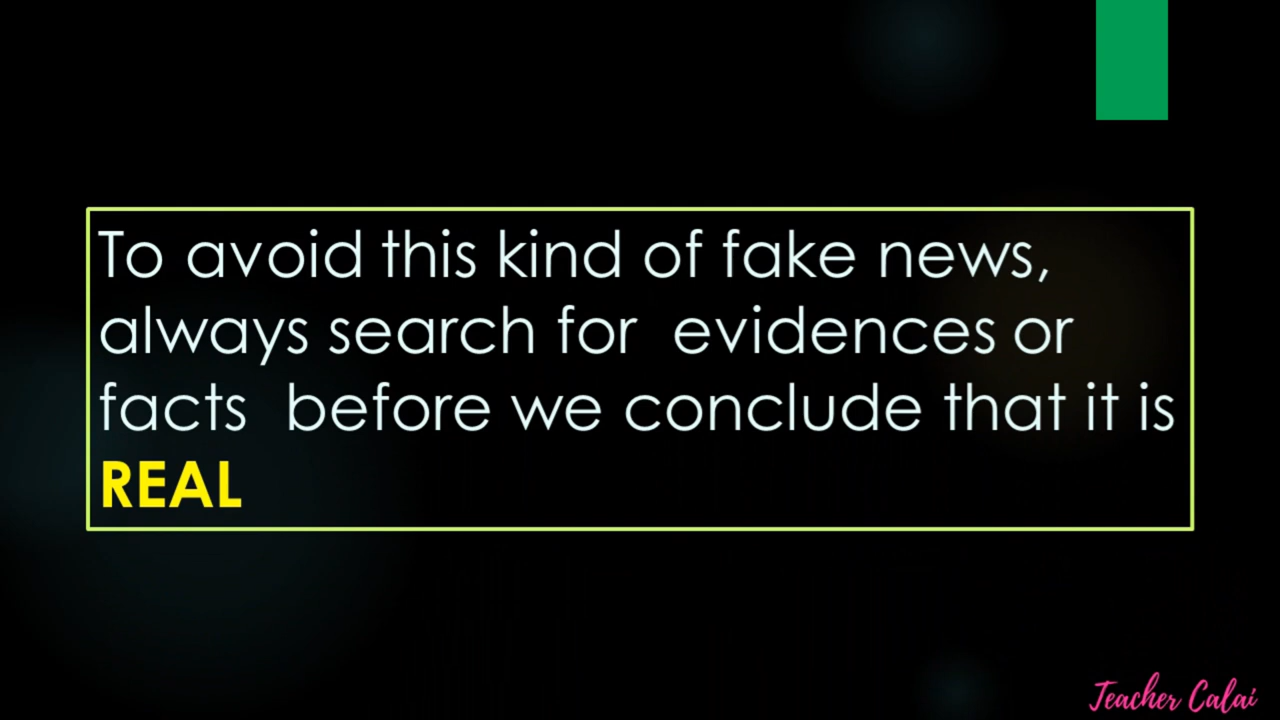 To avoid this kind of fake news,
always search for  evidences or
facts  before we conclude that it is
REAL
Teacher Calai